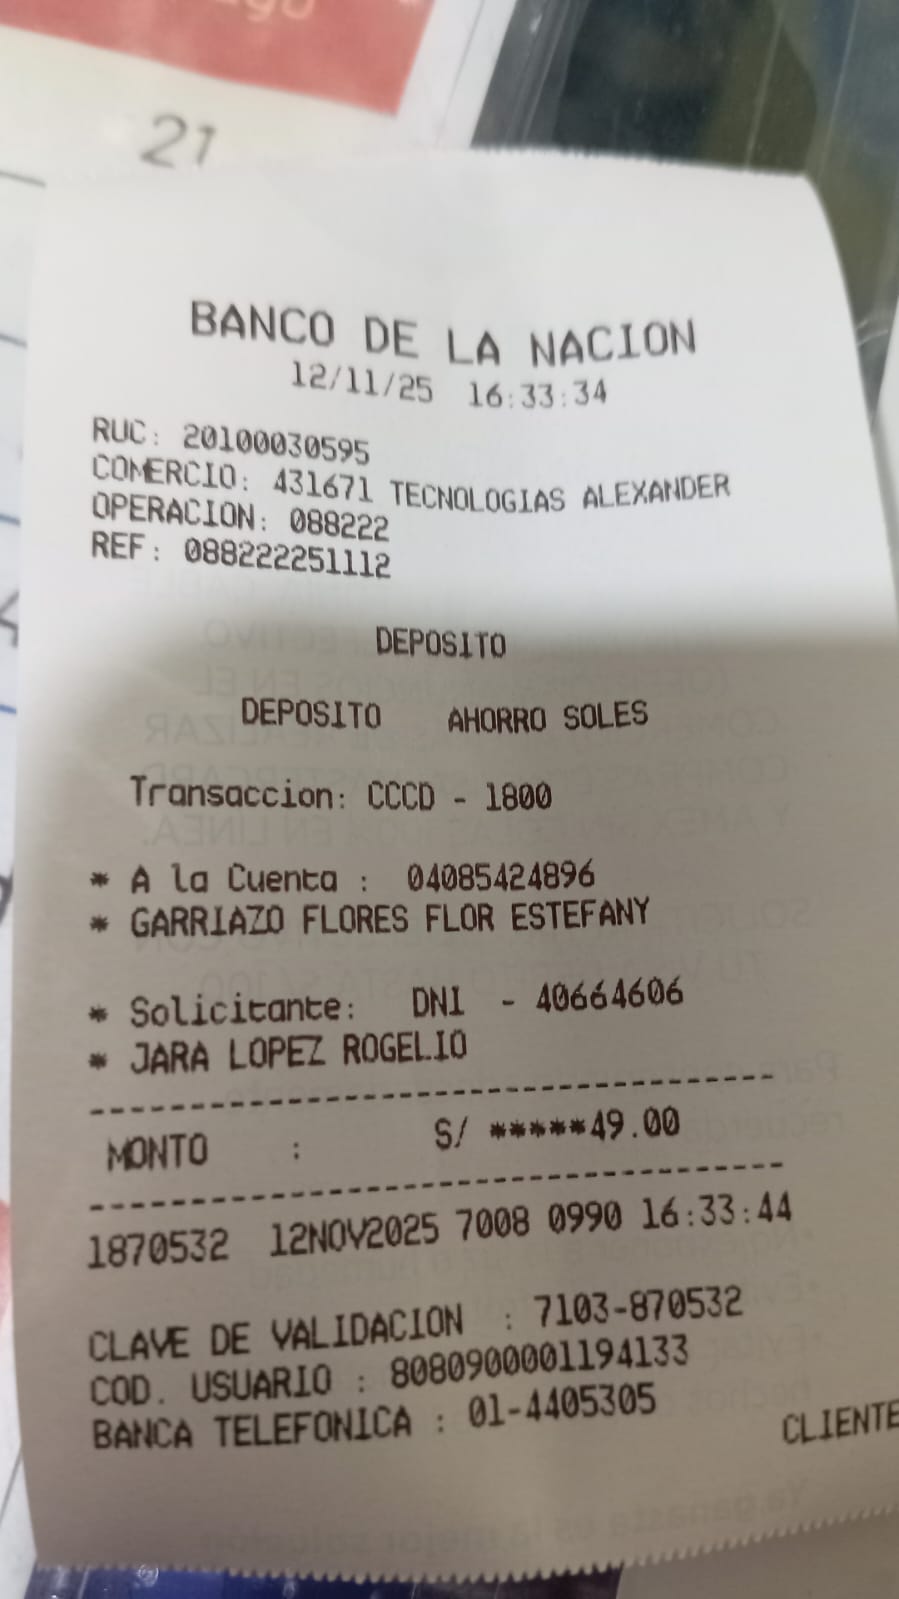 21
BANCO DE LA NACION
12/11/25 16:33:34
RUC: 20100030595
COMERCIO: 431671 TECNOLOGIAS ALEXANDER
OPERACION: 088222
REF: 088222251112
DEPOSITO
DEPOSITO AHORRO SOLES
Transaccion: CCCD - 1800
* A la Cuenta : 04085424896
* GARRIAZO FLORES FLOR ESTEFANY
* Solicitante: DNI - 40664606
* JARA LOPEZ ROGELIO
MONTO : S/ *****49.00
1870532 12NOV2025 7008 0990 16:33:44
CLAVE DE VALIDACION : 7103-870532
COD. USUARIO : 8080900001194133
BANCA TELEFONICA : 01-4405305
CLIENTE